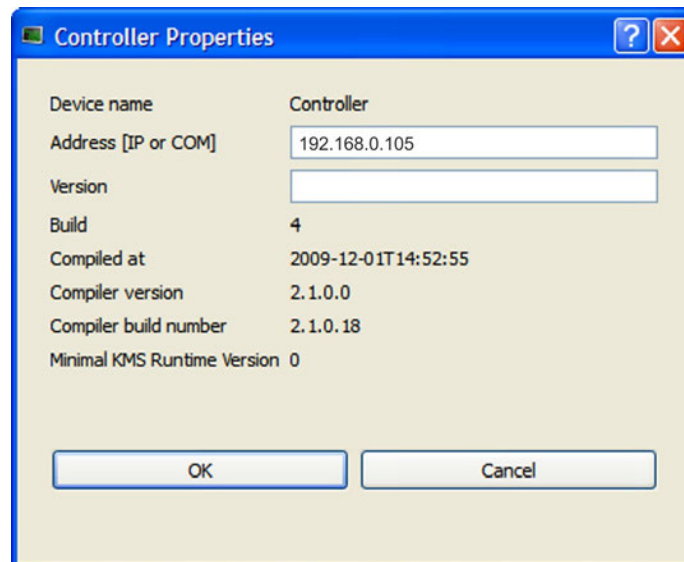 Controller Properties
?
Device name Controller
Address [IP or COM] 192.168.0.105
Version
Build 4
Compiled at 2009-12-01T14:52:55
Compiler version 2.1.0.0
Compiler build number 2.1.0.18
Minimal KMS Runtime Version 0
OK Cancel